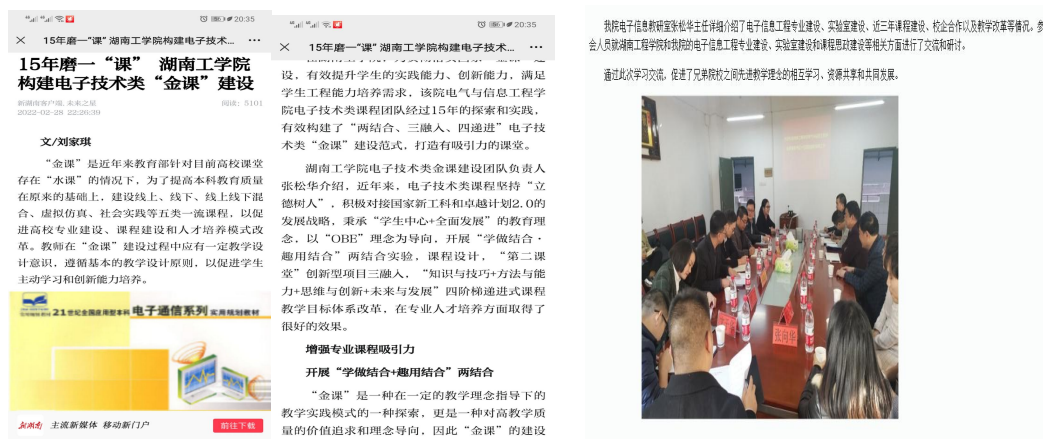 20:35
15年磨一“课” 湖南工学院构建电子技术...
15年磨一“课” 湖南工学院
构建电子技术类“金课”建设
新湖南客户端, 未来之星
阅读：5101
2022-02-28 22:26:39
文/刘家琪
“金课”是近年来教育部针对目前高校课堂
存在“水课”的情况下，为了提高本科教育质量
在原来的基础上，建设线上、线下、线上线下混
合、虚拟仿真、社会实践等五类一流课程，以促
进高校专业建设、课程建设和人才培养模式改
革。教师在“金课”建设过程中应有一定教学设
计意识，遵循基本的教学设计原则，以促进学生
主动学习和创新能力培养。
21世纪全国应用型本科电子通信系列实用规划教材
新湖南 主流新媒体 移动新门户
前往下载
20:35
15年磨一“课” 湖南工学院构建电子技术...
设，有效提升学生的实践能力、创新能力，满足
学生工程能力培养需求，该院电气与信息工程学
院电子技术类课程团队经过15年的探索和实践，
有效构建了“两结合、三融入、四递进”电子技
术类“金课”建设范式，打造有吸引力的课堂。
湖南工学院电子技术类金课建设团队负责人
张松华介绍，近年来，电子技术类课程坚持“立
德树人”，积极对接国家新工科和卓越计划2.0的
发展战略，秉承“学生中心+全面发展”的教育理
念，以“OBE”理念为导向，开展“学做结合·
趣用结合”两结合实验，课程设计，“第二课
堂”创新型项目三融入，“知识与技巧+方法与能
力+思维与创新+未来与发展”四阶梯递进式课程
教学目标体系改革，在专业人才培养方面取得了
很好的效果。
增强专业课程吸引力
开展“学做结合+趣用结合”两结合
“金课”是一种在一定的教学理念指导下的
教学实践模式的一种探索，更是一种对高教学质
量的价值追求和理念导向，因此“金课”的建设
我院电子信息教研室张松华主任详细介绍了电子信息工程专业建设、实验室建设、近三年课程建设、校企合作以及教学改革等情况。参
会人员就湖南工程学院和我院的电子信息工程专业建设、实验室建设和课程思政建设等相关方面进行了交流和研讨。
通过此次学习交流，促进了兄弟院校之间先进教学理念的相互学习、资源共享和共同发展。
张松华